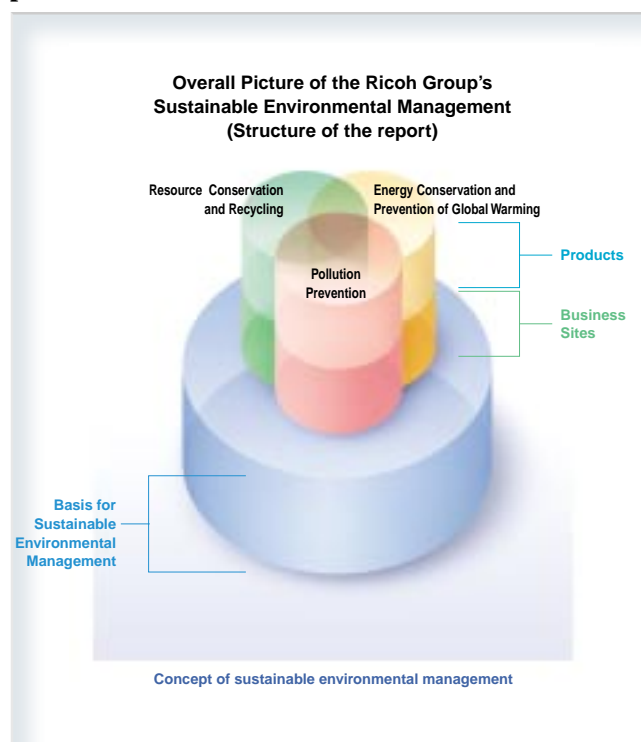 Overall Picture of the Ricoh Group's
Sustainable Environmental Management
(Structure of the report)
Resource Conservation
and Recycling
Energy Conservation and
Prevention of Global Warming
Pollution
Prevention
Products
Business
Sites
Basis for
Sustainable
Environmental
Management
Concept of sustainable environmental management